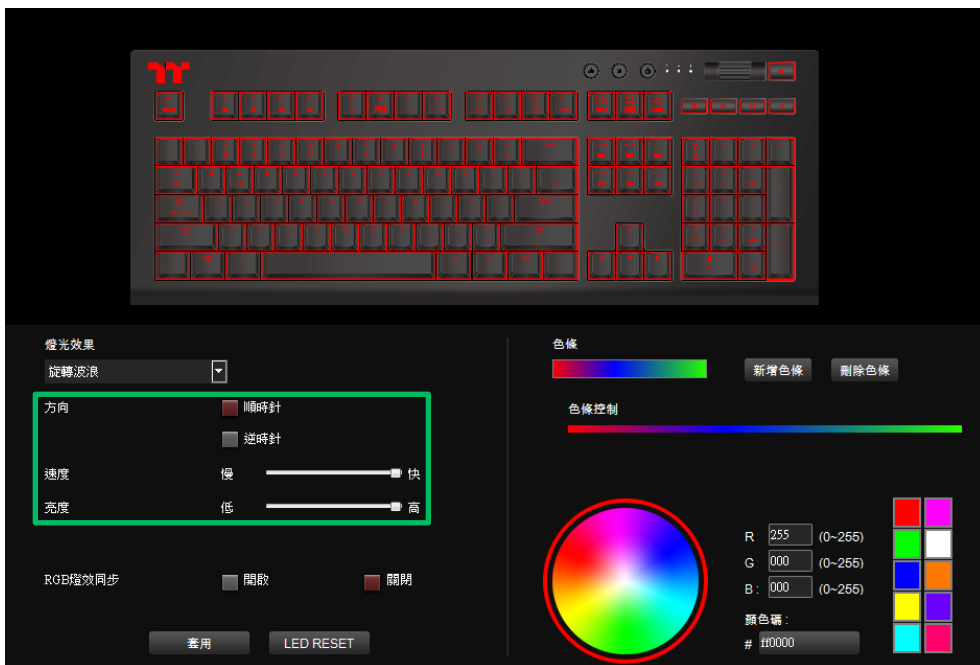 燈光效果
旋轉波浪
方向
順時針
逆時針
速度 慢 快
亮度 低 高
RGB燈效同步 開啟 關閉
套用 LED RESET
色條
新增色條 刪除色條
色條控制
R 255 (0~255)
G 000 (0~255)
B : 000 (0~255)
顏色碼 :
# ff0000